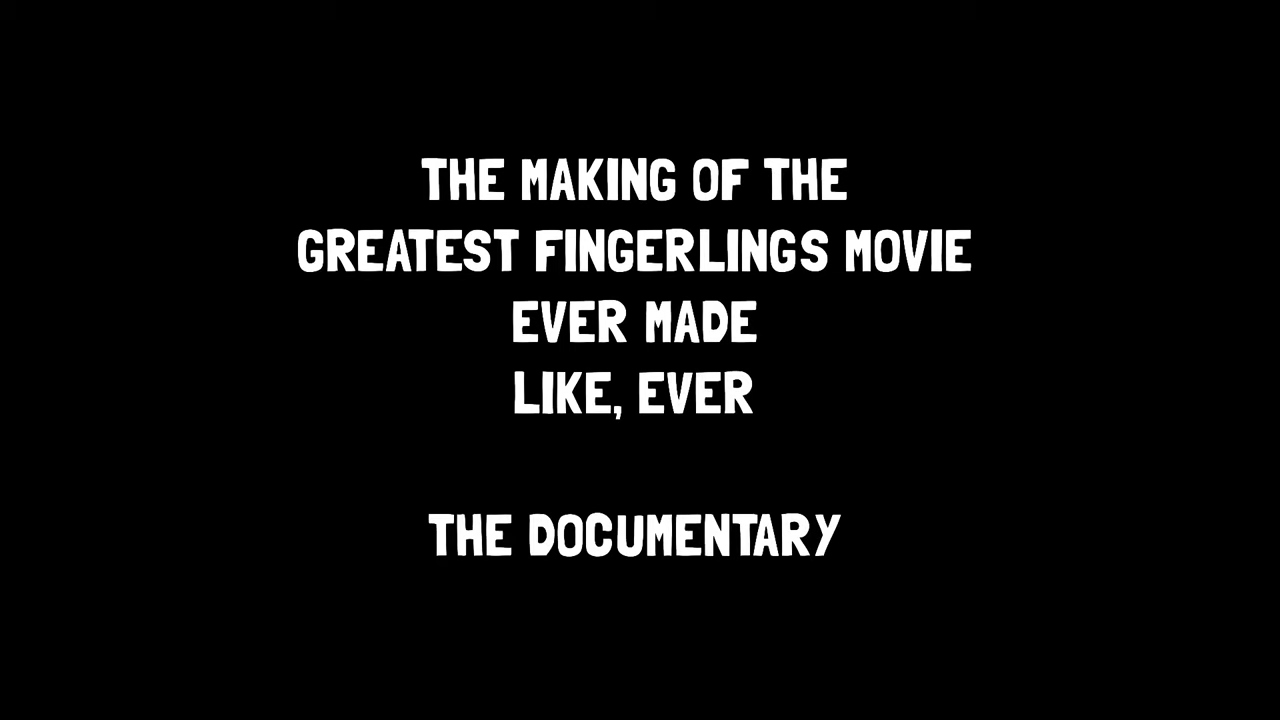 THE MAKING OF THE
GREATEST FINGERLINGS MOVIE
EVER MADE
LIKE, EVER
THE DOCUMENTARY